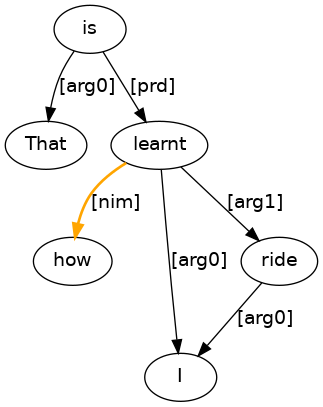 is
[arg0] [prd]
That learnt
[nim] [arg1]
how ride
[arg0]
[arg0]
I